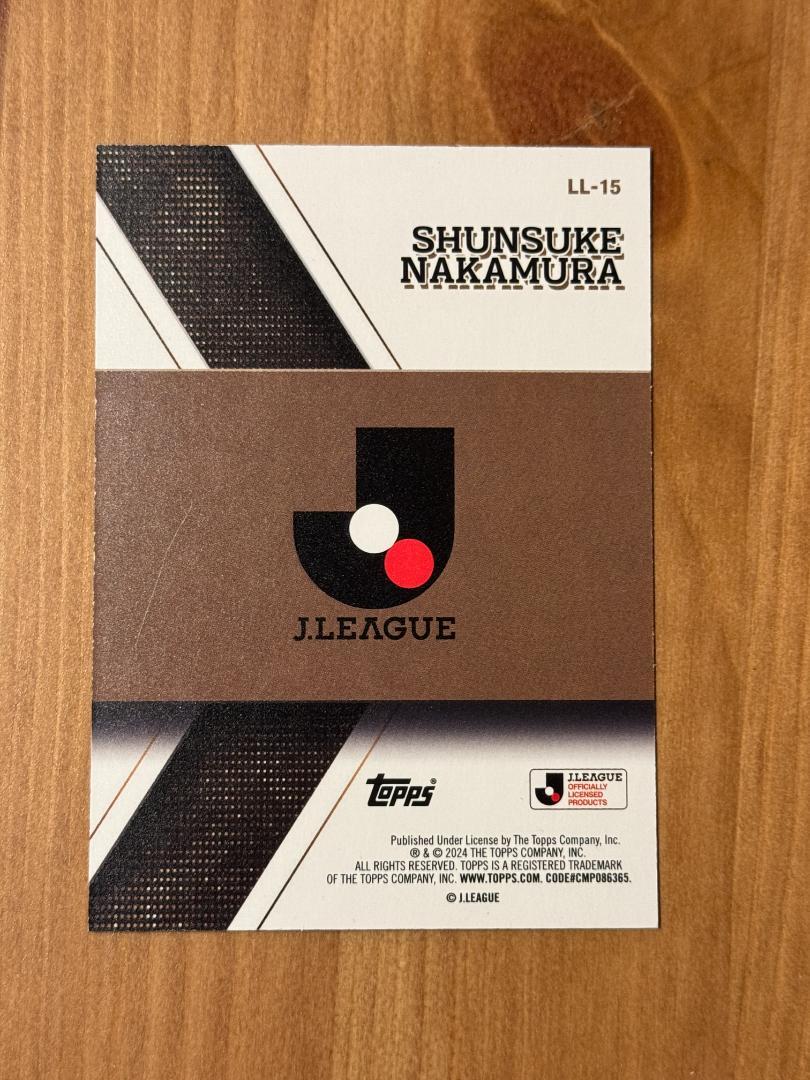 LL-15
SHUNSUKE
NAKAMURA
J.LEAGUE
Topps®
J.LEAGUE
OFFICIALLY
LICENSED
PRODUCTS
Published Under License by The Topps Company, Inc.
® & © 2024 THE TOPPS COMPANY, INC.
ALL RIGHTS RESERVED. TOPPS IS A REGISTERED TRADEMARK
OF THE TOPPS COMPANY, INC. WWW.TOPPS.COM. CODE#CMP086365.
© J.LEAGUE